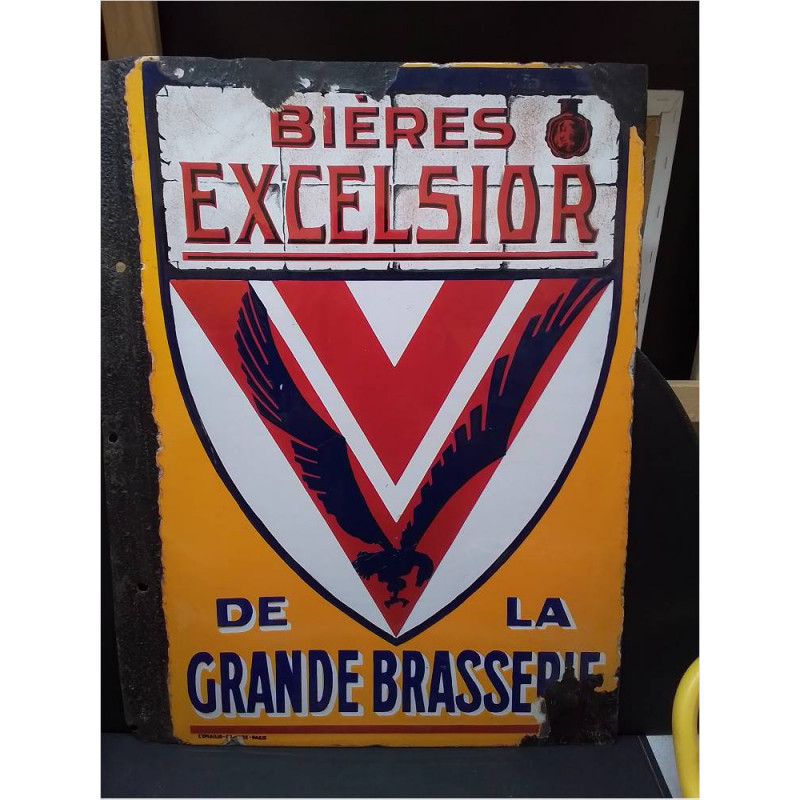 BIÈRES
EXCELSIOR
DE LA
GRANDE BRASSERIE